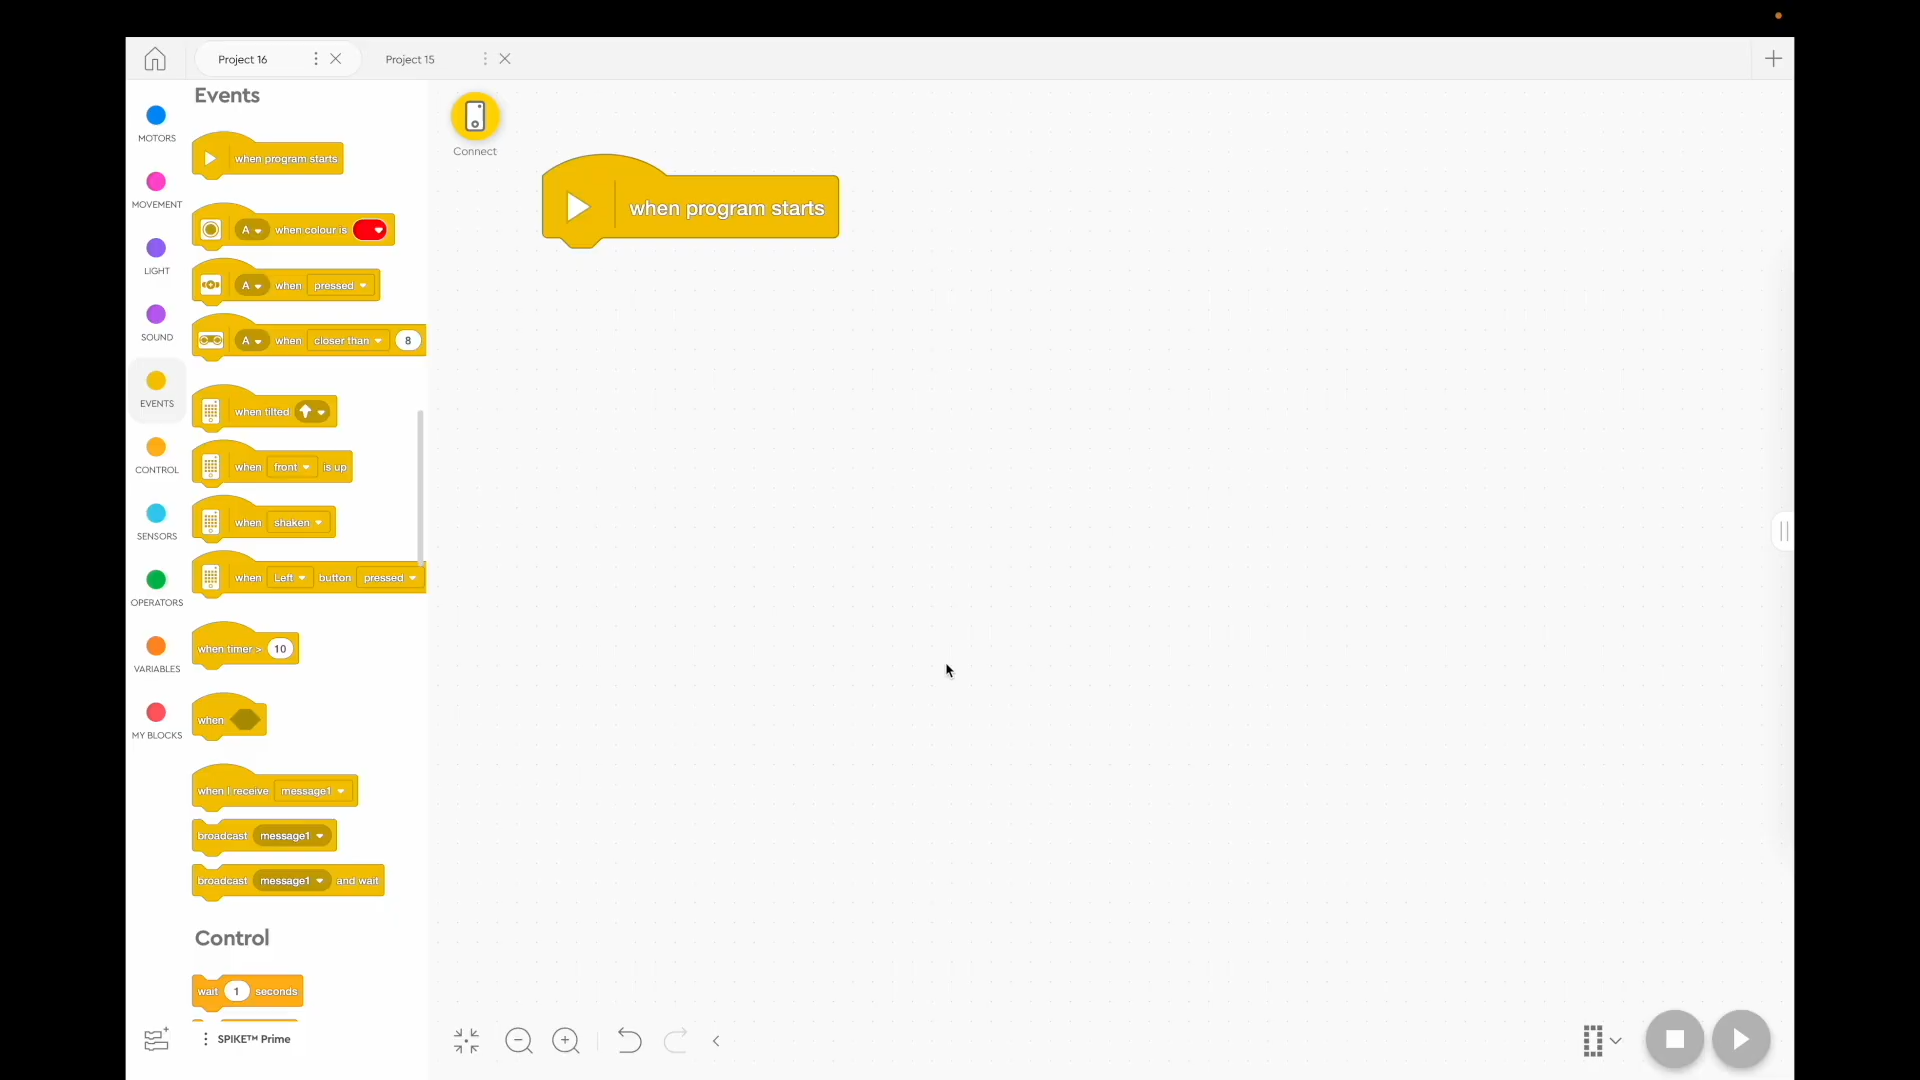 Project 16
Project 15
MOTORS
MOVEMENT
LIGHT
SOUND
EVENTS
CONTROL
SENSORS
OPERATORS
VARIABLES
MY BLOCKS
Events
when program starts
A when colour is
A when pressed
A when closer than 8
when tilted
when front is up
when shaken
when Left button pressed
when timer > 10
when
when I receive message1
broadcast message1
broadcast message1 and wait
Control
wait 1 seconds
SPIKE™ Prime
Connect
when program starts